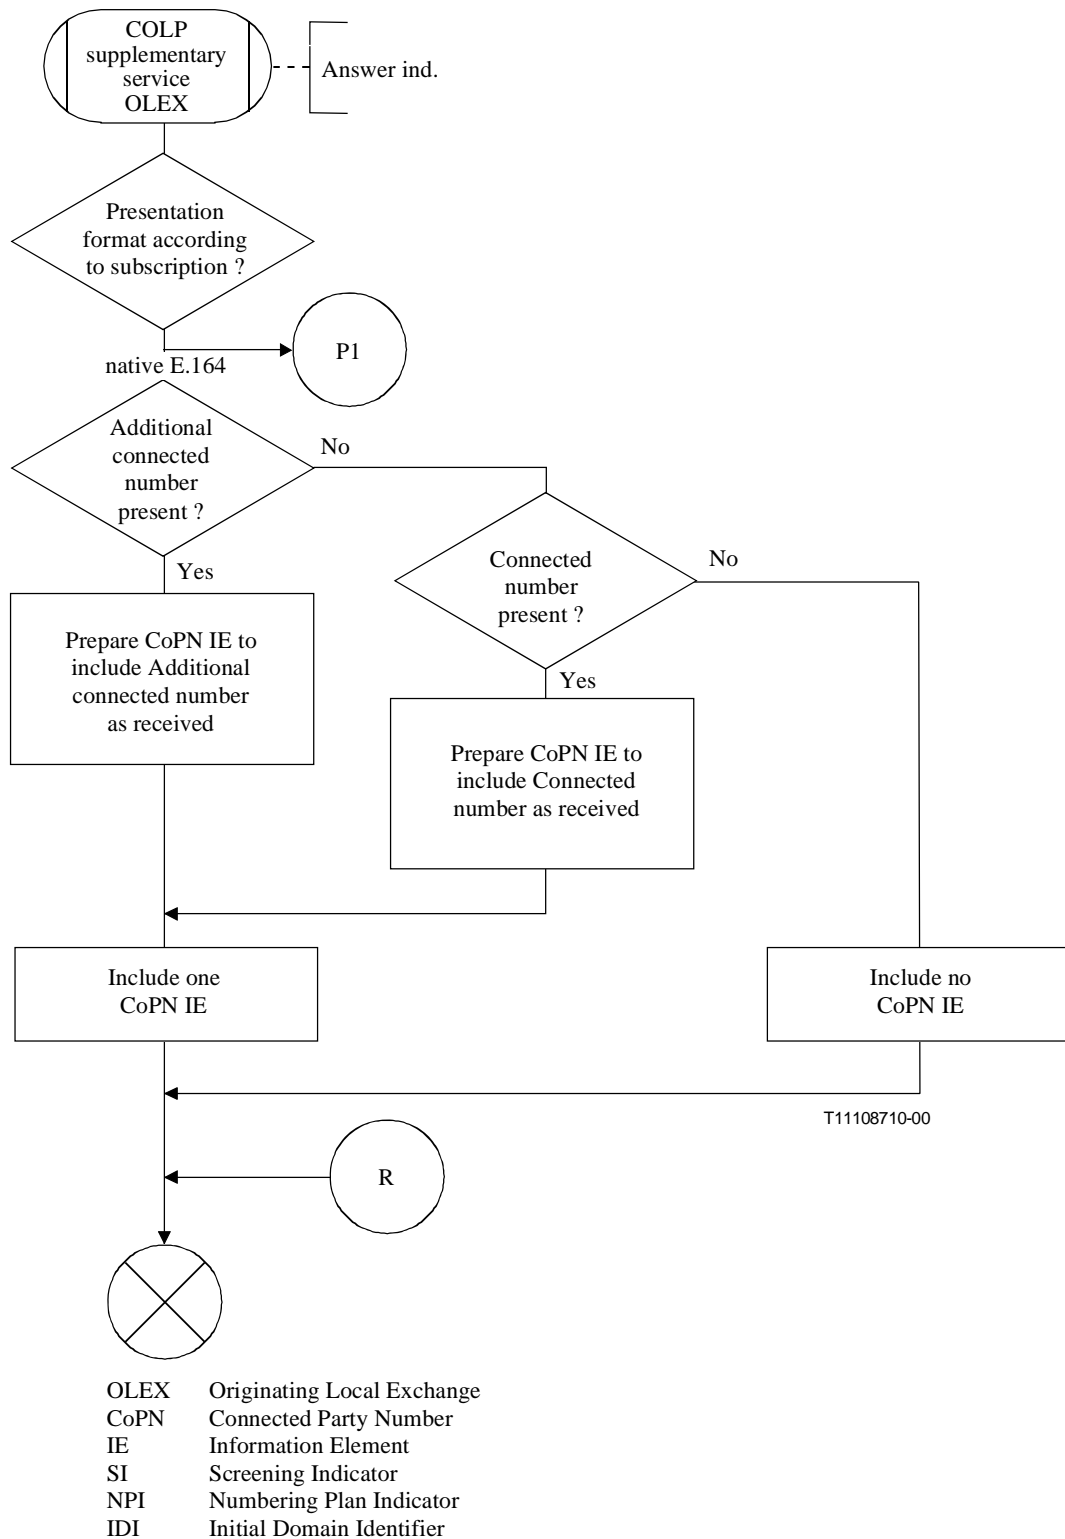 COLP
supplementary
service
OLEX
Answer ind.
Presentation
format according
to subscription ?
P1
native E.164
Additional
connected
number
present ?
No
Connected
number
present ?
No
Yes
Prepare CoPN IE to
include Additional
connected number
as received
Yes
Prepare CoPN IE to
include Connected
number as received
Include one
CoPN IE
Include no
CoPN IE
T11108710-00
R
OLEX Originating Local Exchange
CoPN Connected Party Number
IE Information Element
SI Screening Indicator
NPI Numbering Plan Indicator
IDI Initial Domain Identifier